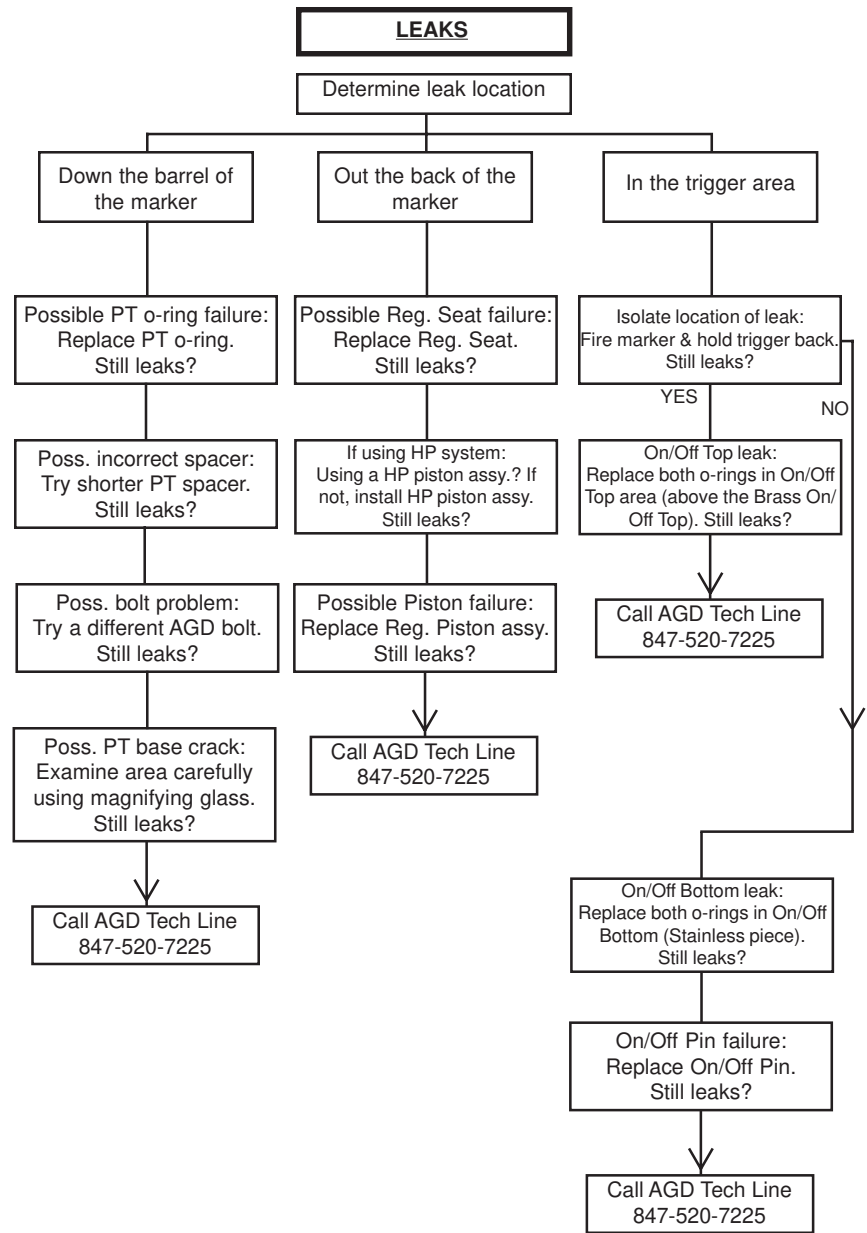 LEAKS
Determine leak location
Down the barrel of
the marker
Out the back of the
marker
In the trigger area
Possible PT o-ring failure:
Replace PT o-ring.
Still leaks?
Possible Reg. Seat failure:
Replace Reg. Seat.
Still leaks?
Isolate location of leak:
Fire marker & hold trigger back.
Still leaks?
YES
NO
Poss. incorrect spacer:
Try shorter PT spacer.
Still leaks?
If using HP system:
Using a HP piston assy.? If
not, install HP piston assy.
Still leaks?
On/Off Top leak:
Replace both o-rings in On/Off
Top area (above the Brass On/
Off Top). Still leaks?
Poss. bolt problem:
Try a different AGD bolt.
Still leaks?
Possible Piston failure:
Replace Reg. Piston assy.
Still leaks?
Call AGD Tech Line
847-520-7225
Poss. PT base crack:
Examine area carefully
using magnifying glass.
Still leaks?
Call AGD Tech Line
847-520-7225
Call AGD Tech Line
847-520-7225
On/Off Bottom leak:
Replace both o-rings in On/Off
Bottom (Stainless piece).
Still leaks?
On/Off Pin failure:
Replace On/Off Pin.
Still leaks?
Call AGD Tech Line
847-520-7225